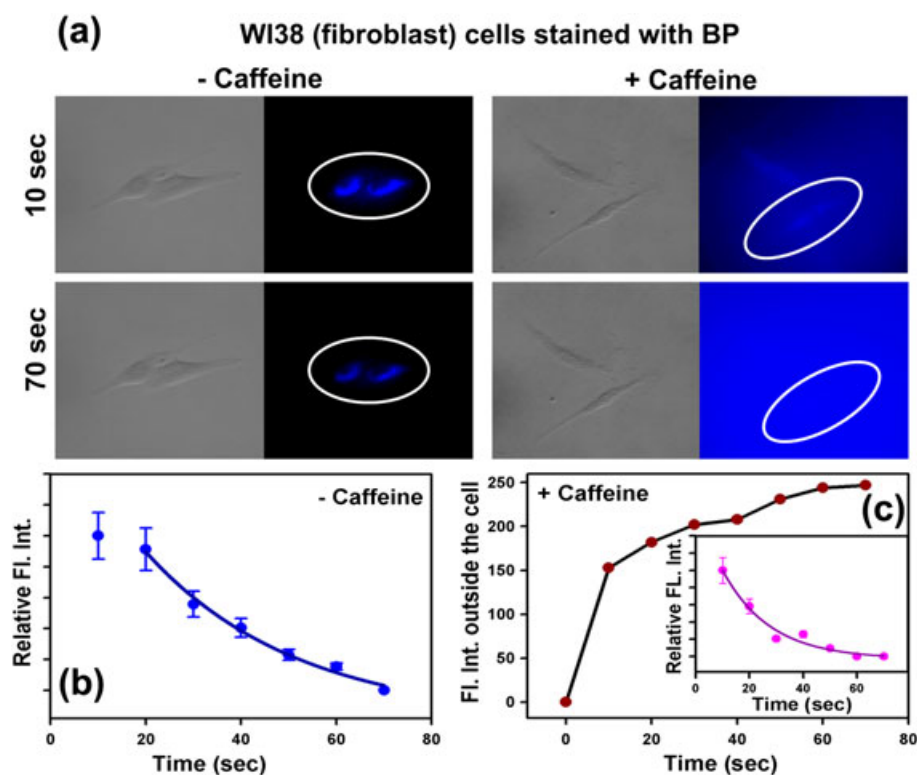 (a) WI38 (fibroblast) cells stained with BP
- Caffeine + Caffeine
10 sec
70 sec
Relative Fl. Int.
- Caffeine
(b)
0 20 40 60 80
Time (sec)
Fl. Int. outside the cell
250
200
150
100
50
0
+ Caffeine
(c)
Relative FL. Int.
0 20 40 60
Time (sec)
0 20 40 60 80
Time (sec)